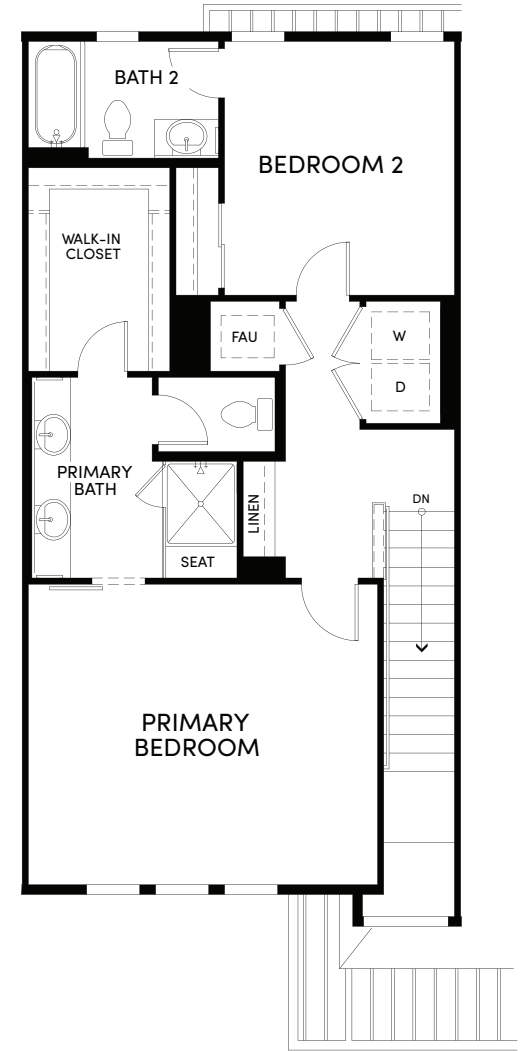 BATH 2
BEDROOM 2
WALK-IN
CLOSET
FAU
W
D
PRIMARY
BATH
LINEN
DN
SEAT
PRIMARY
BEDROOM